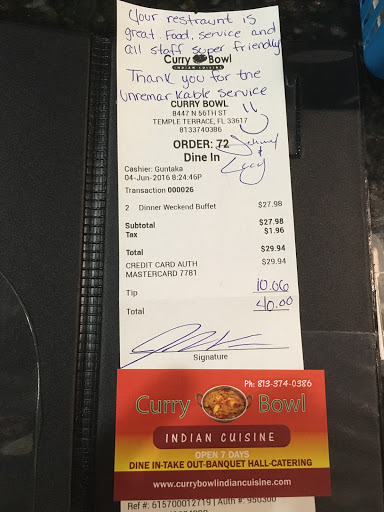 Your restraunt is
great. Food, service and
all staff super friendly
Curry Bowl
INDIAN CUISINE
Thank you for the
unremarkable service
CURRY BOWL
8447 N 56TH ST
TEMPLE TERRACE, FL 33617
8133740386
ORDER: 72
Dine In
Cashier: Guntaka
04-Jun-2016 8:24:46P
Transaction 000026
2 Dinner Weekend Buffet $27.98
Subtotal $27.98
Tax $1.96
Total $29.94
CREDIT CARD AUTH $29.94
MASTERCARD 7781
Tip 10.06
Total 40.00
Signature
Ph: 813-374-0386
Curry Bowl
INDIAN CUISINE
OPEN 7 DAYS
DINE IN-TAKE OUT-BANQUET HALL-CATERING
www.currybowlindiancuisine.com
Ref #: 615700012719 | Auth #: 950300